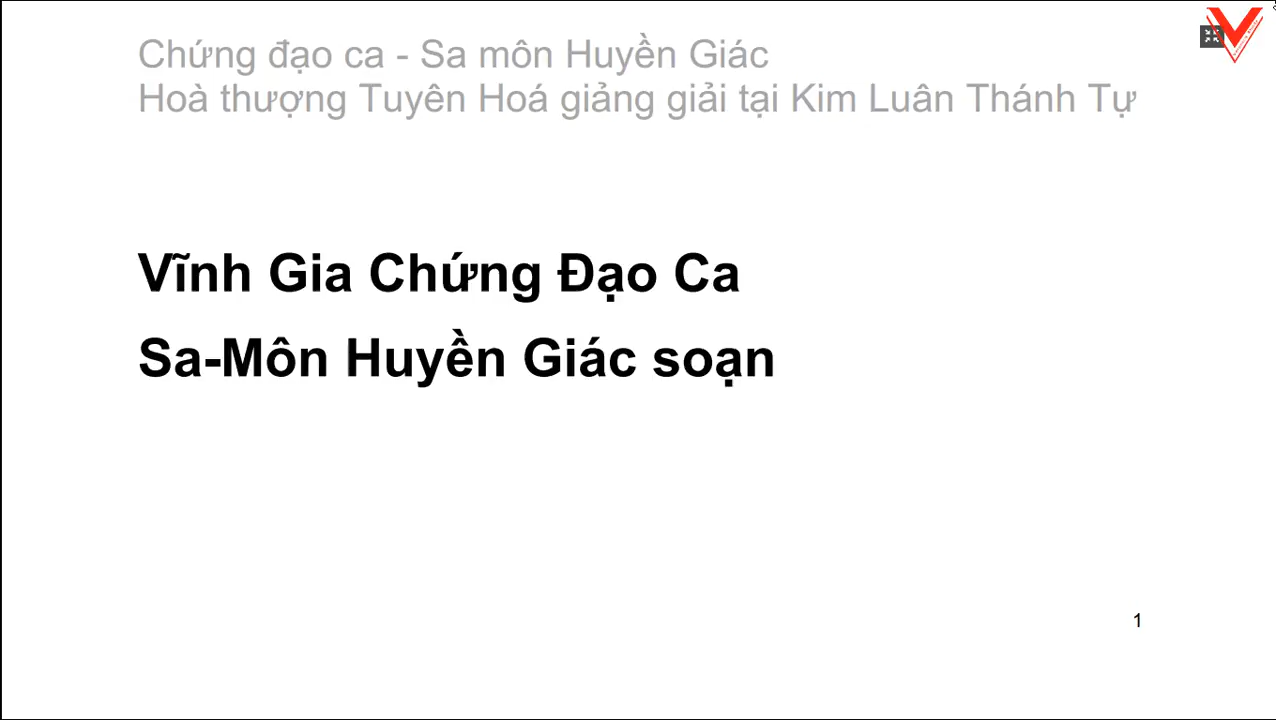 Chứng đạo ca - Sa môn Huyền Giác
Hoà thượng Tuyên Hoá giảng giải tại Kim Luân Thánh Tự
Vĩnh Gia Chứng Đạo Ca
Sa-Môn Huyền Giác soạn
1